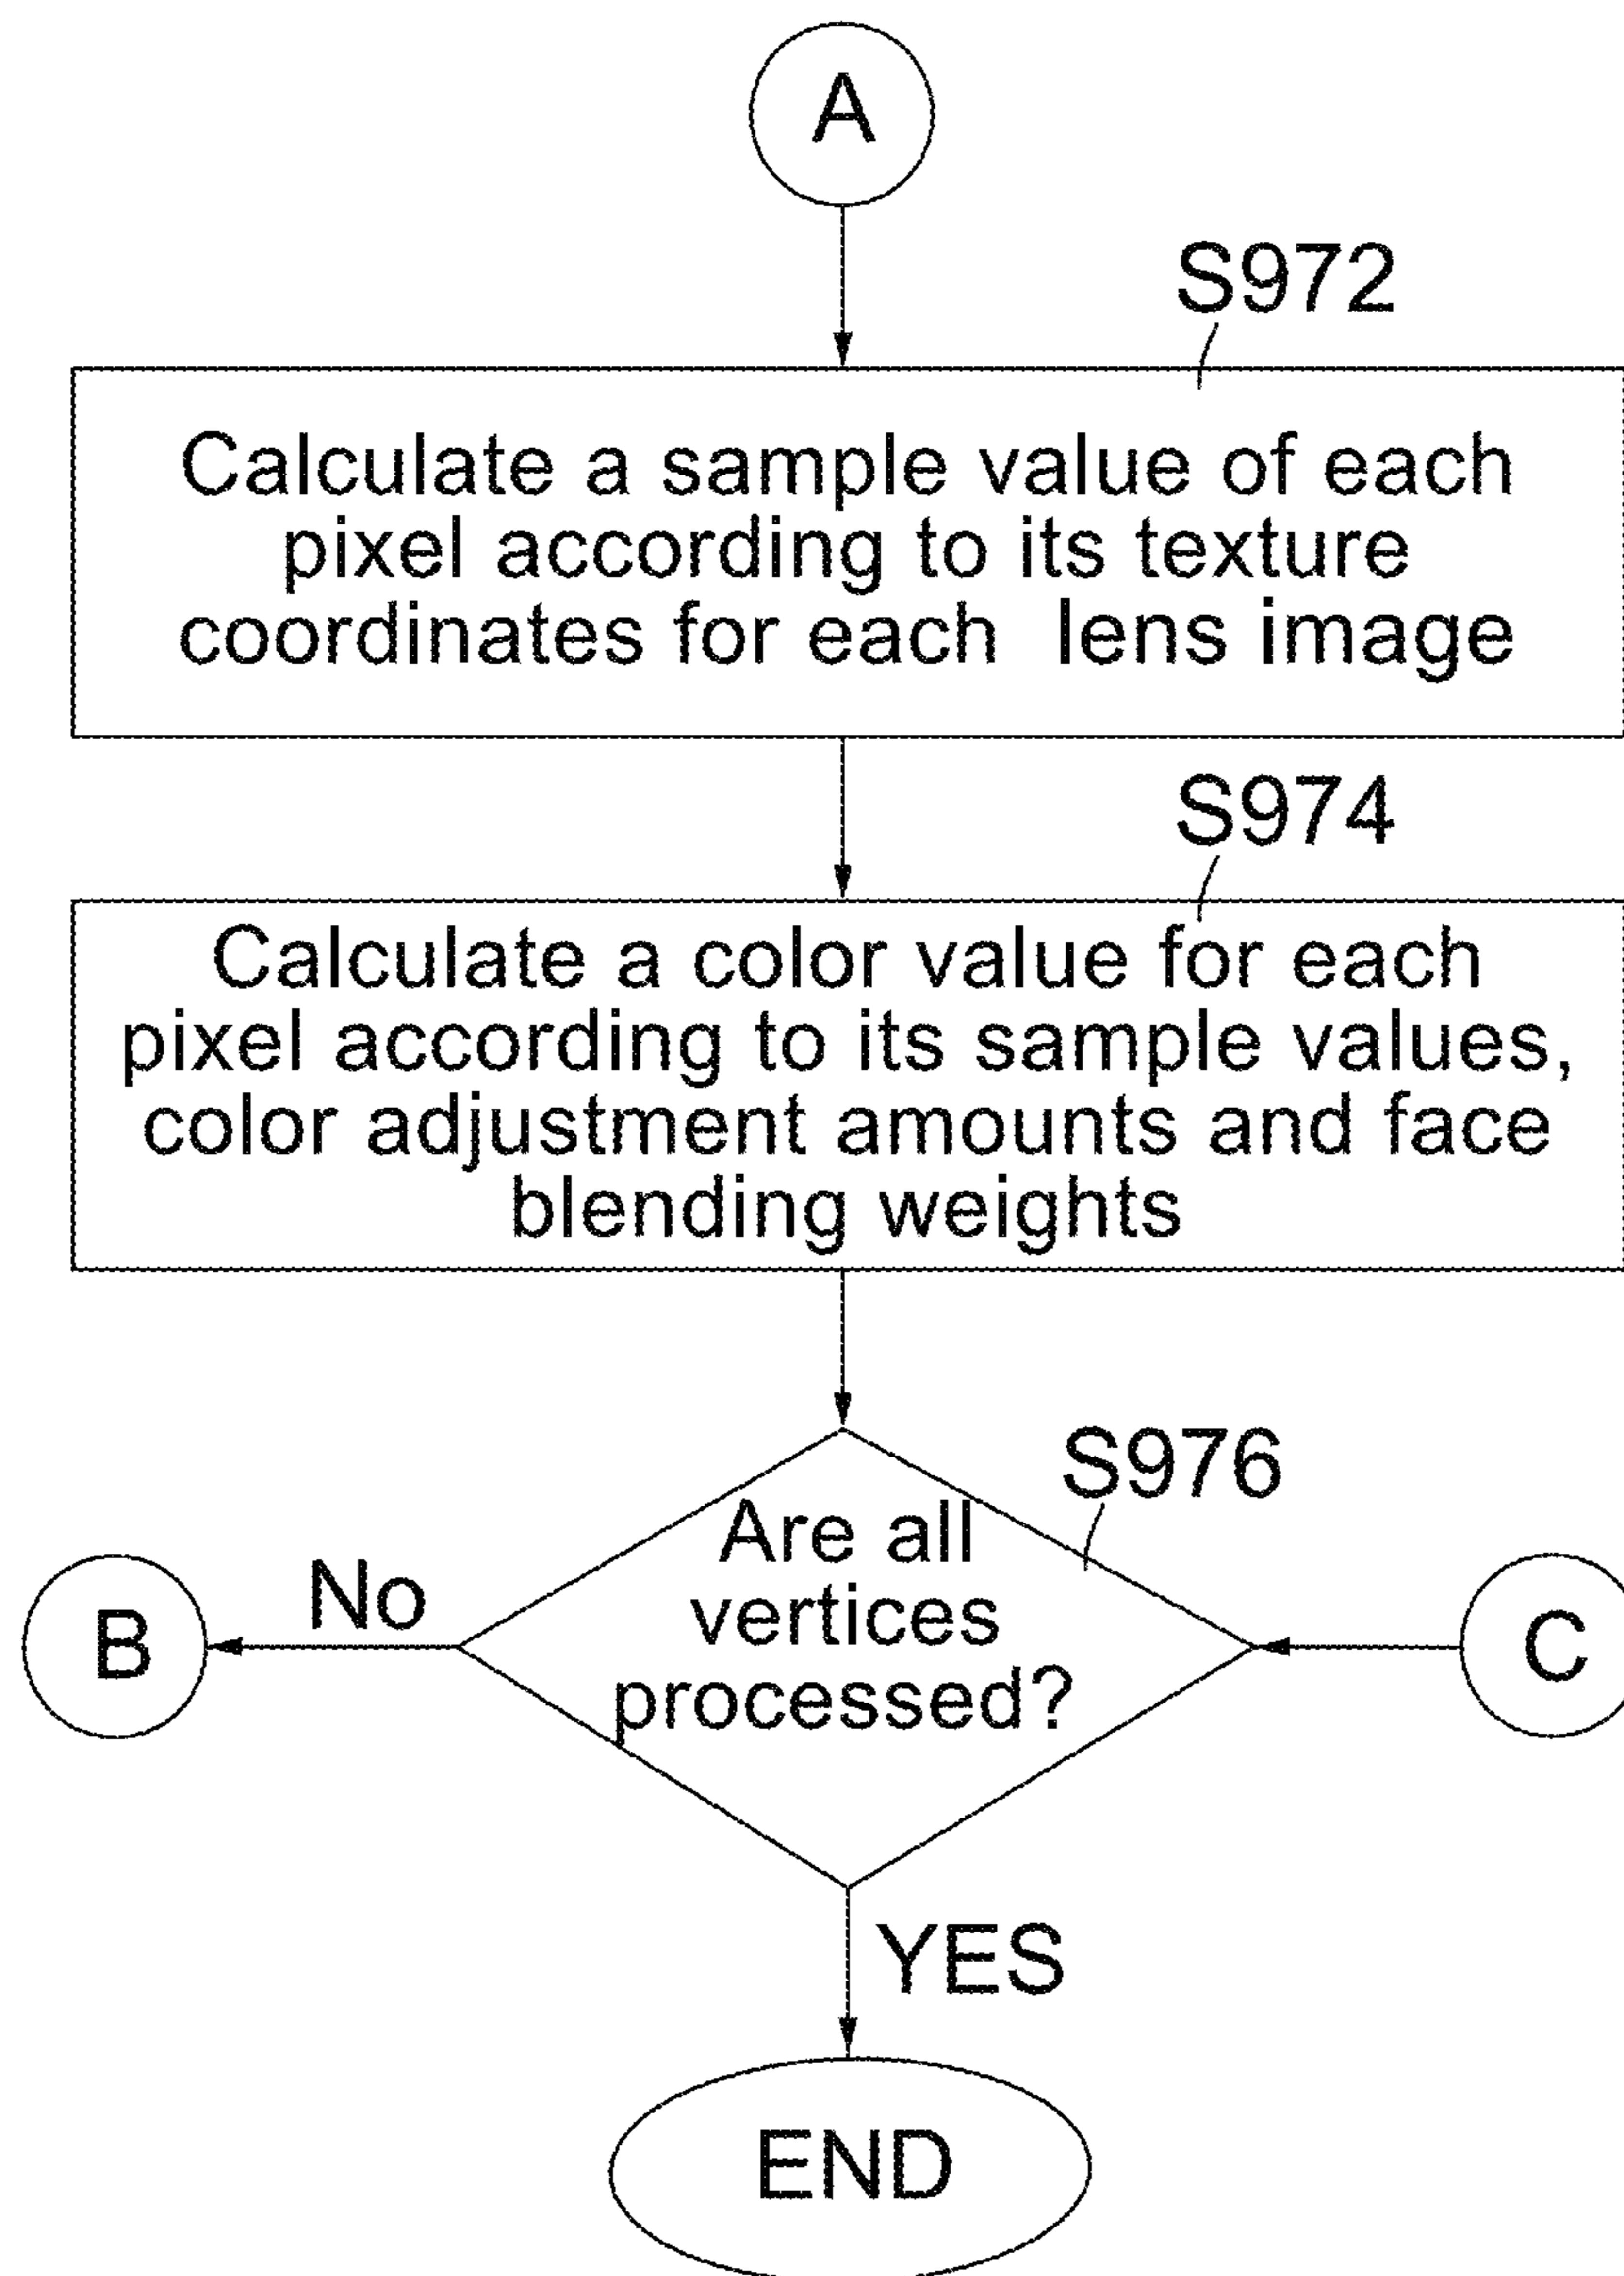 A
S972
Calculate a sample value of each
pixel according to its texture
coordinates for each lens image
S974
Calculate a color value for each
pixel according to its sample values,
color adjustment amounts and face
blending weights
S976
Are all
vertices
processed?
No
B
C
YES
END